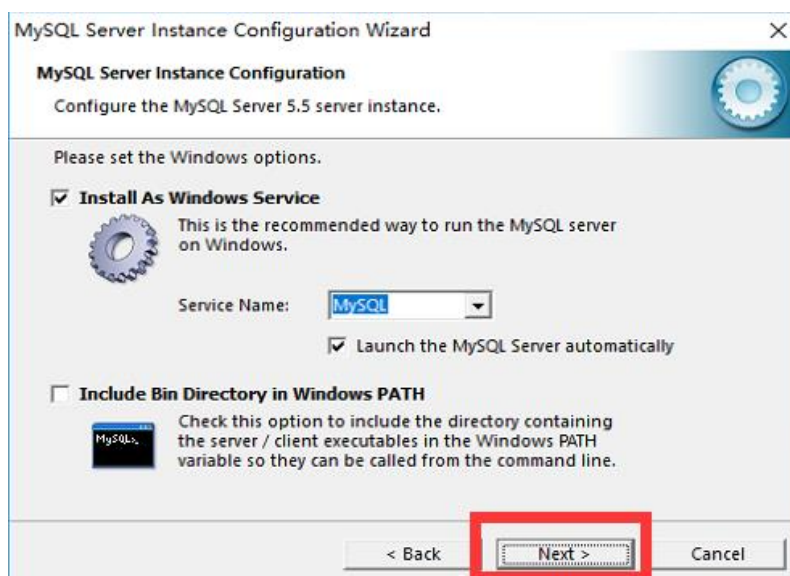 MySQL Server Instance Configuration Wizard
MySQL Server Instance Configuration
Configure the MySQL Server 5.5 server instance.
Please set the Windows options.
Install As Windows Service
This is the recommended way to run the MySQL server
on Windows.
Service Name: MySQL
Launch the MySQL Server automatically
Include Bin Directory in Windows PATH
Check this option to include the directory containing
the server / client executables in the Windows PATH
variable so they can be called from the command line.
MySQL>_
< Back Next > Cancel